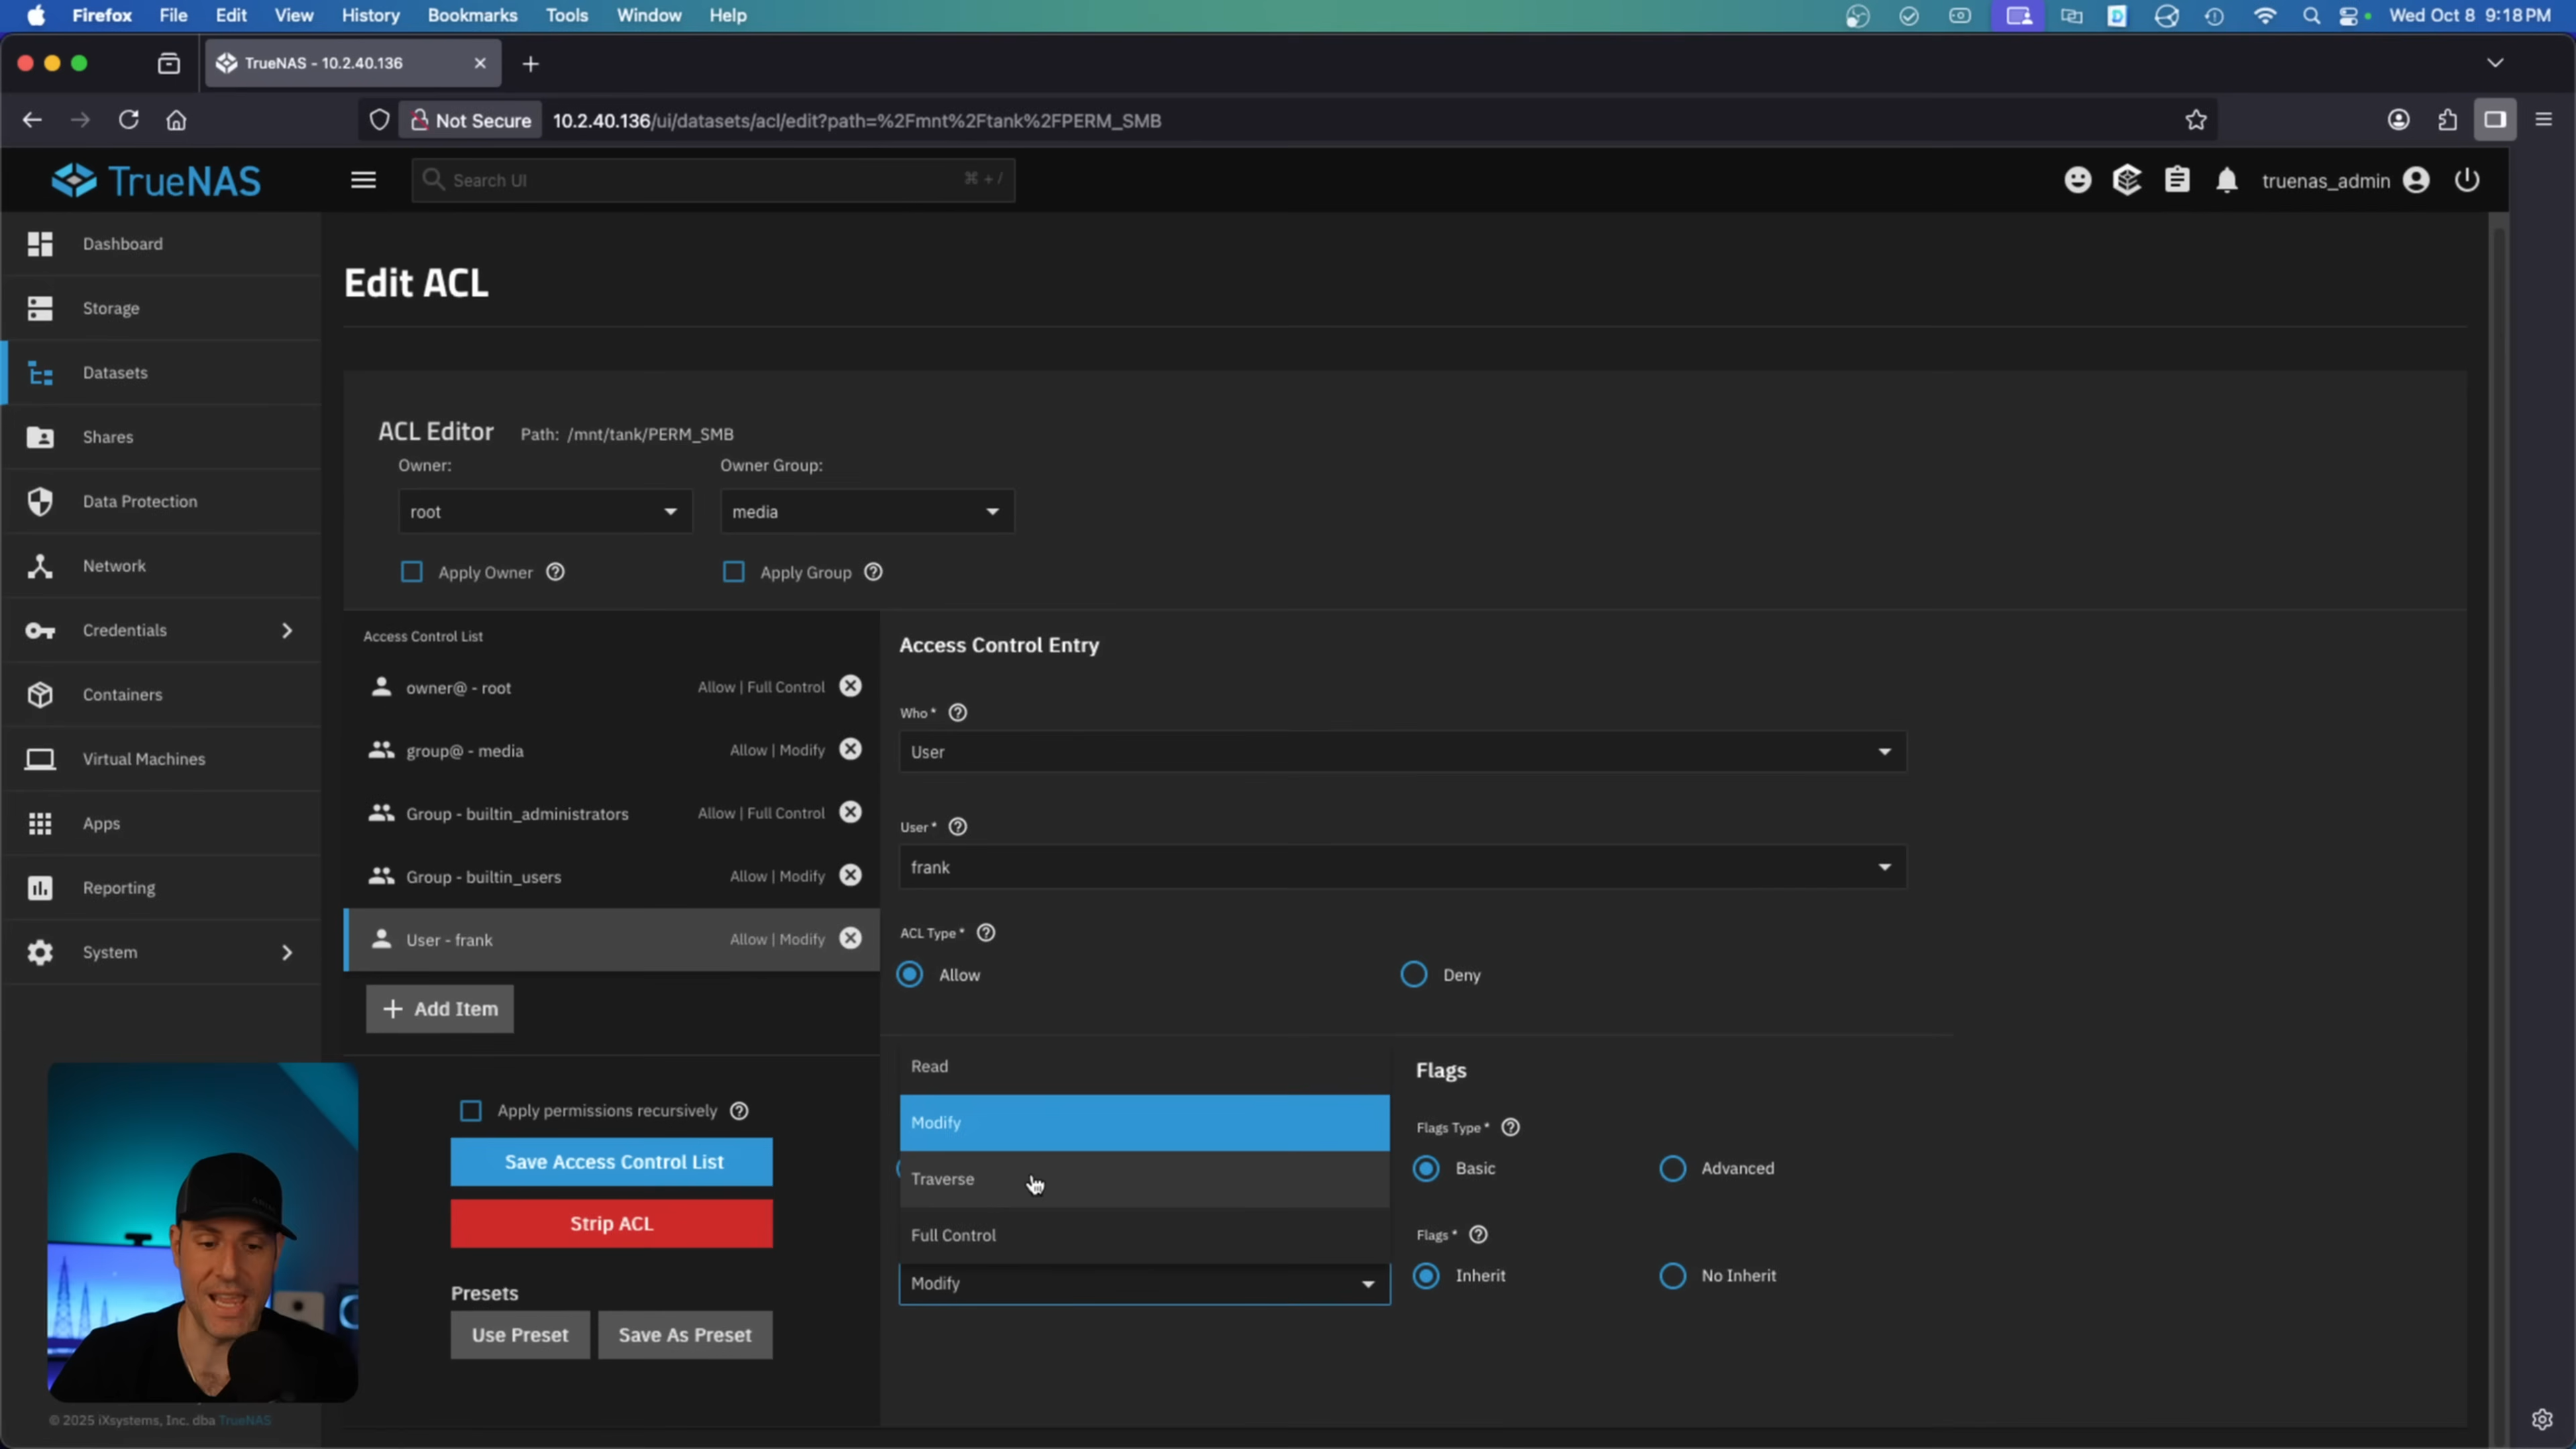 Firefox File Edit View History Bookmarks Tools Window Help Wed Oct 8 9:18 PM
TrueNAS - 10.2.40.136
Not Secure 10.2.40.136/ui/datasets/acl/edit?path=%2Fmnt%2Ftank%2FPERM_SMB
TrueNAS Search UI ⌘ + / truenas_admin
Dashboard
Storage
Datasets
Shares
Data Protection
Network
Credentials
Containers
Virtual Machines
Apps
Reporting
System
© 2025 iXsystems, Inc. dba TrueNAS
Edit ACL
ACL Editor Path: /mnt/tank/PERM_SMB
Owner: Owner Group:
root media
Apply Owner Apply Group
Access Control List
owner@ - root Allow | Full Control
group@ - media Allow | Modify
Group - builtin_administrators Allow | Full Control
Group - builtin_users Allow | Modify
User - frank Allow | Modify
+ Add Item
Apply permissions recursively
Save Access Control List
Strip ACL
Presets
Use Preset Save As Preset
Access Control Entry
Who *
User
User *
frank
ACL Type *
Allow Deny
Read
Modify
Traverse
Full Control
Modify
Flags
Flags Type *
Basic Advanced
Flags *
Inherit No Inherit